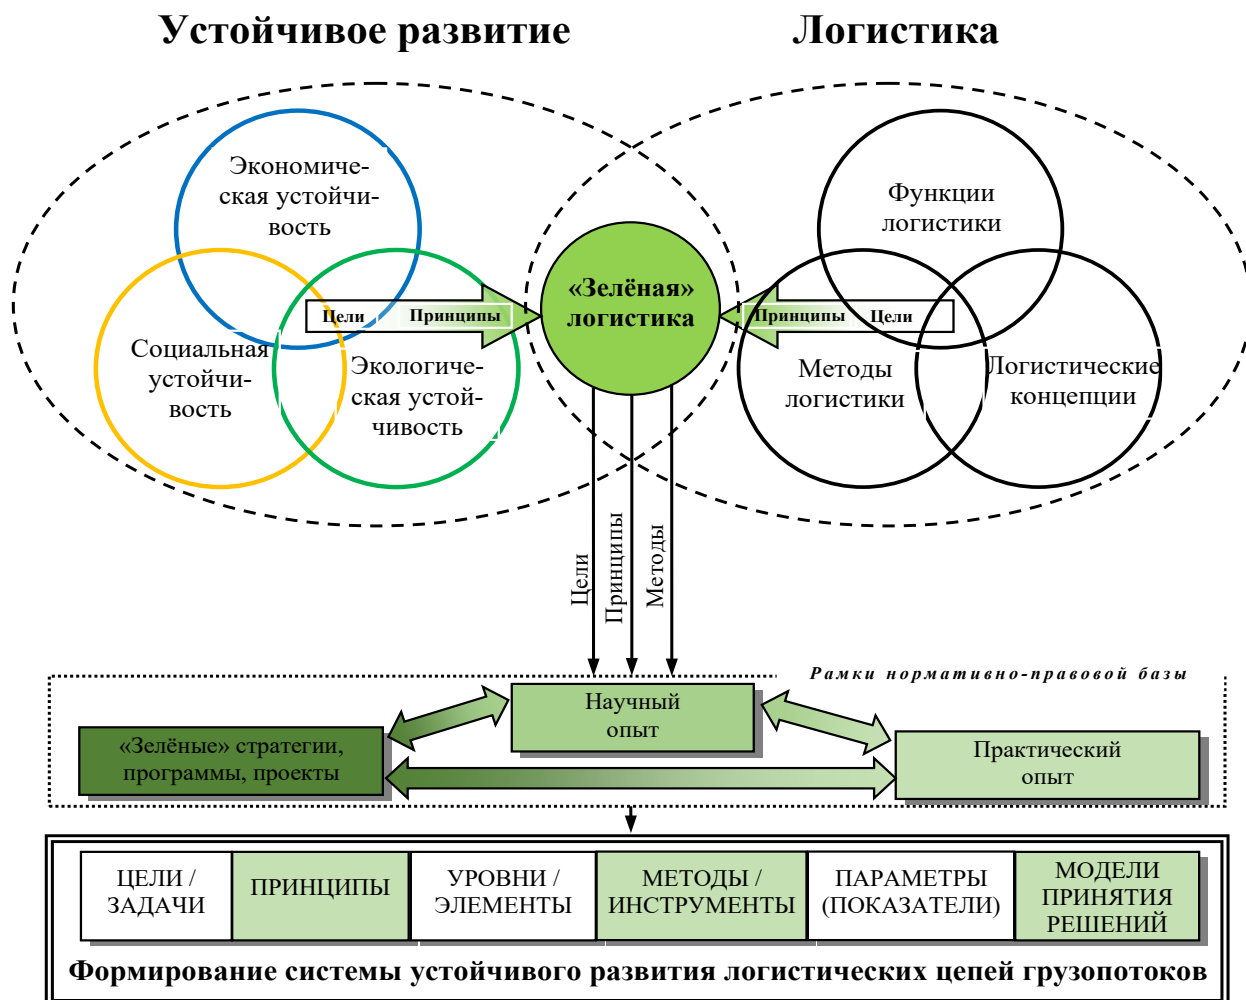 Устойчивое развитие
Логистика
Экономиче-
ская устойчи-
вость
Социальная
устойчи-
вость
Экологиче-
ская устой-
чивость
Цели
Принципы
«Зелёная»
логистика
Принципы
Цели
Функции
логистики
Методы
логистики
Логистические
концепции
Цели
Принципы
Методы
Рамки нормативно-правовой базы
Научный
опыт
«Зелёные» стратегии,
программы, проекты
Практический
опыт
ЦЕЛИ /
ЗАДАЧИ
ПРИНЦИПЫ
УРОВНИ /
ЭЛЕМЕНТЫ
МЕТОДЫ /
ИНСТРУМЕНТЫ
ПАРАМЕТРЫ
(ПОКАЗАТЕЛИ)
МОДЕЛИ
ПРИНЯТИЯ
РЕШЕНИЙ
Формирование системы устойчивого развития логистических цепей грузопотоков